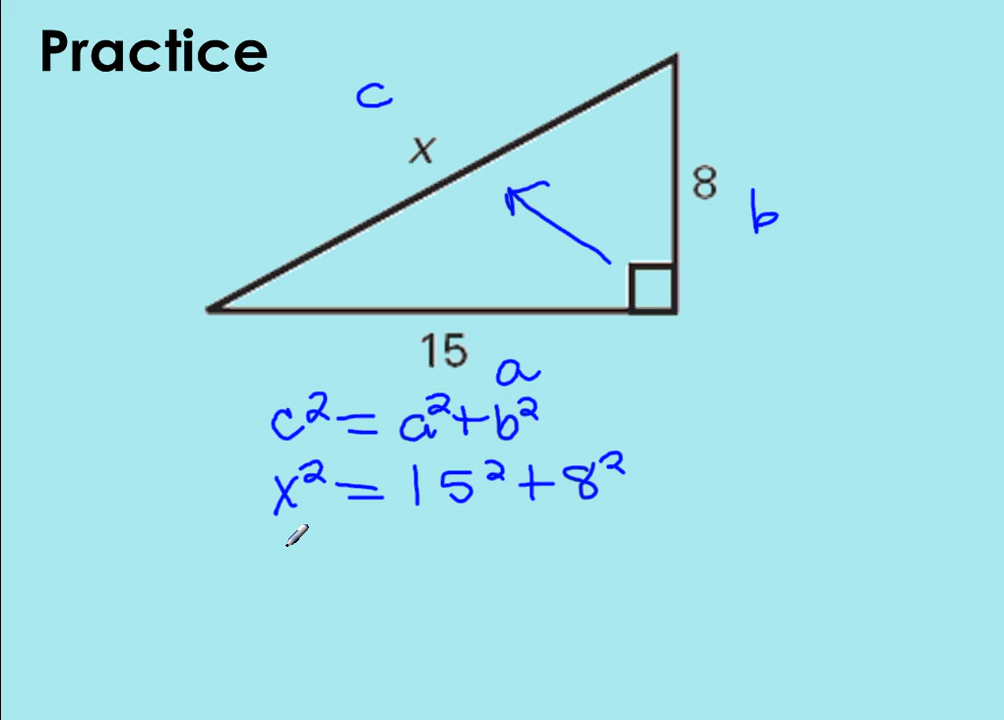 Practice
c
x
8
b
15
a
c²=a²+b²
x²=15²+8²